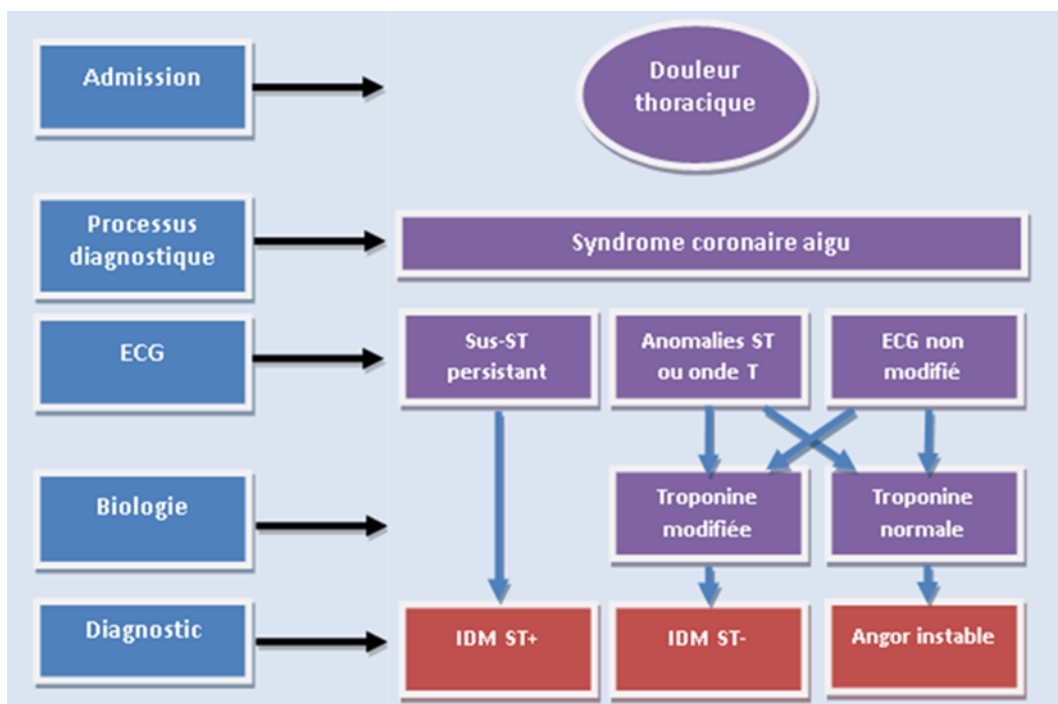 Admission
Douleur
thoracique
Processus
diagnostique
Syndrome coronaire aigu
ECG
Sus-ST
persistant
Anomalies ST
ou onde T
ECG non
modifié
Biologie
Troponine
modifiée
Troponine
normale
Diagnostic
IDM ST+
IDM ST-
Angor instable